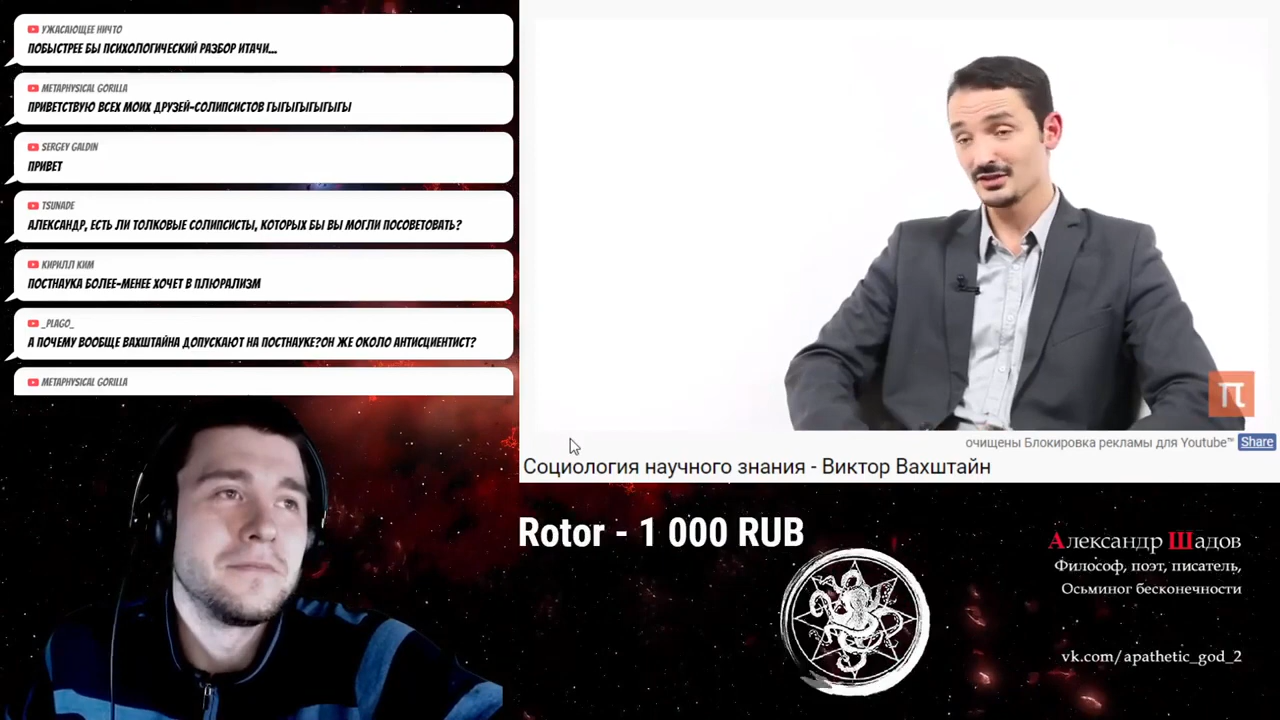 УЖАСАЮЩЕЕ НИЧТО
ПОБЫСТРЕЕ БЫ ПСИХОЛОГИЧЕСКИЙ РАЗБОР ИТАЧИ...
METAPHYSICAL GORILLA
ПРИВЕТСТВУЮ ВСЕХ МОИХ ДРУЗЕЙ-СОЛИПСИСТОВ ГЫГЫГЫГЫГЫГЫ
SERGEY GALDIN
ПРИВЕТ
TSUNADE
АЛЕКСАНДР, ЕСТЬ ЛИ ТОЛКОВЫЕ СОЛИПСИСТЫ, КОТОРЫХ БЫ ВЫ МОГЛИ ПОСОВЕТОВАТЬ?
КИРИЛЛ КИМ
ПОСТНАУКА БОЛЕЕ-МЕНЕЕ ХОЧЕТ В ПЛЮРАЛИЗМ
_PLAGO_
А ПОЧЕМУ ВООБЩЕ ВАХШТАЙНА ДОПУСКАЮТ НА ПОСТНАУКЕ?ОН ЖЕ ОКОЛО АНТИСЦИЕНТИСТ?
METAPHYSICAL GORILLA
π
очищены Блокировка рекламы для Youtube™ Share
Социология научного знания - Виктор Вахштайн
Rotor - 1 000 RUB
Александр Шадов
Философ, поэт, писатель,
Осьминог бесконечности
vk.com/apathetic_god_2